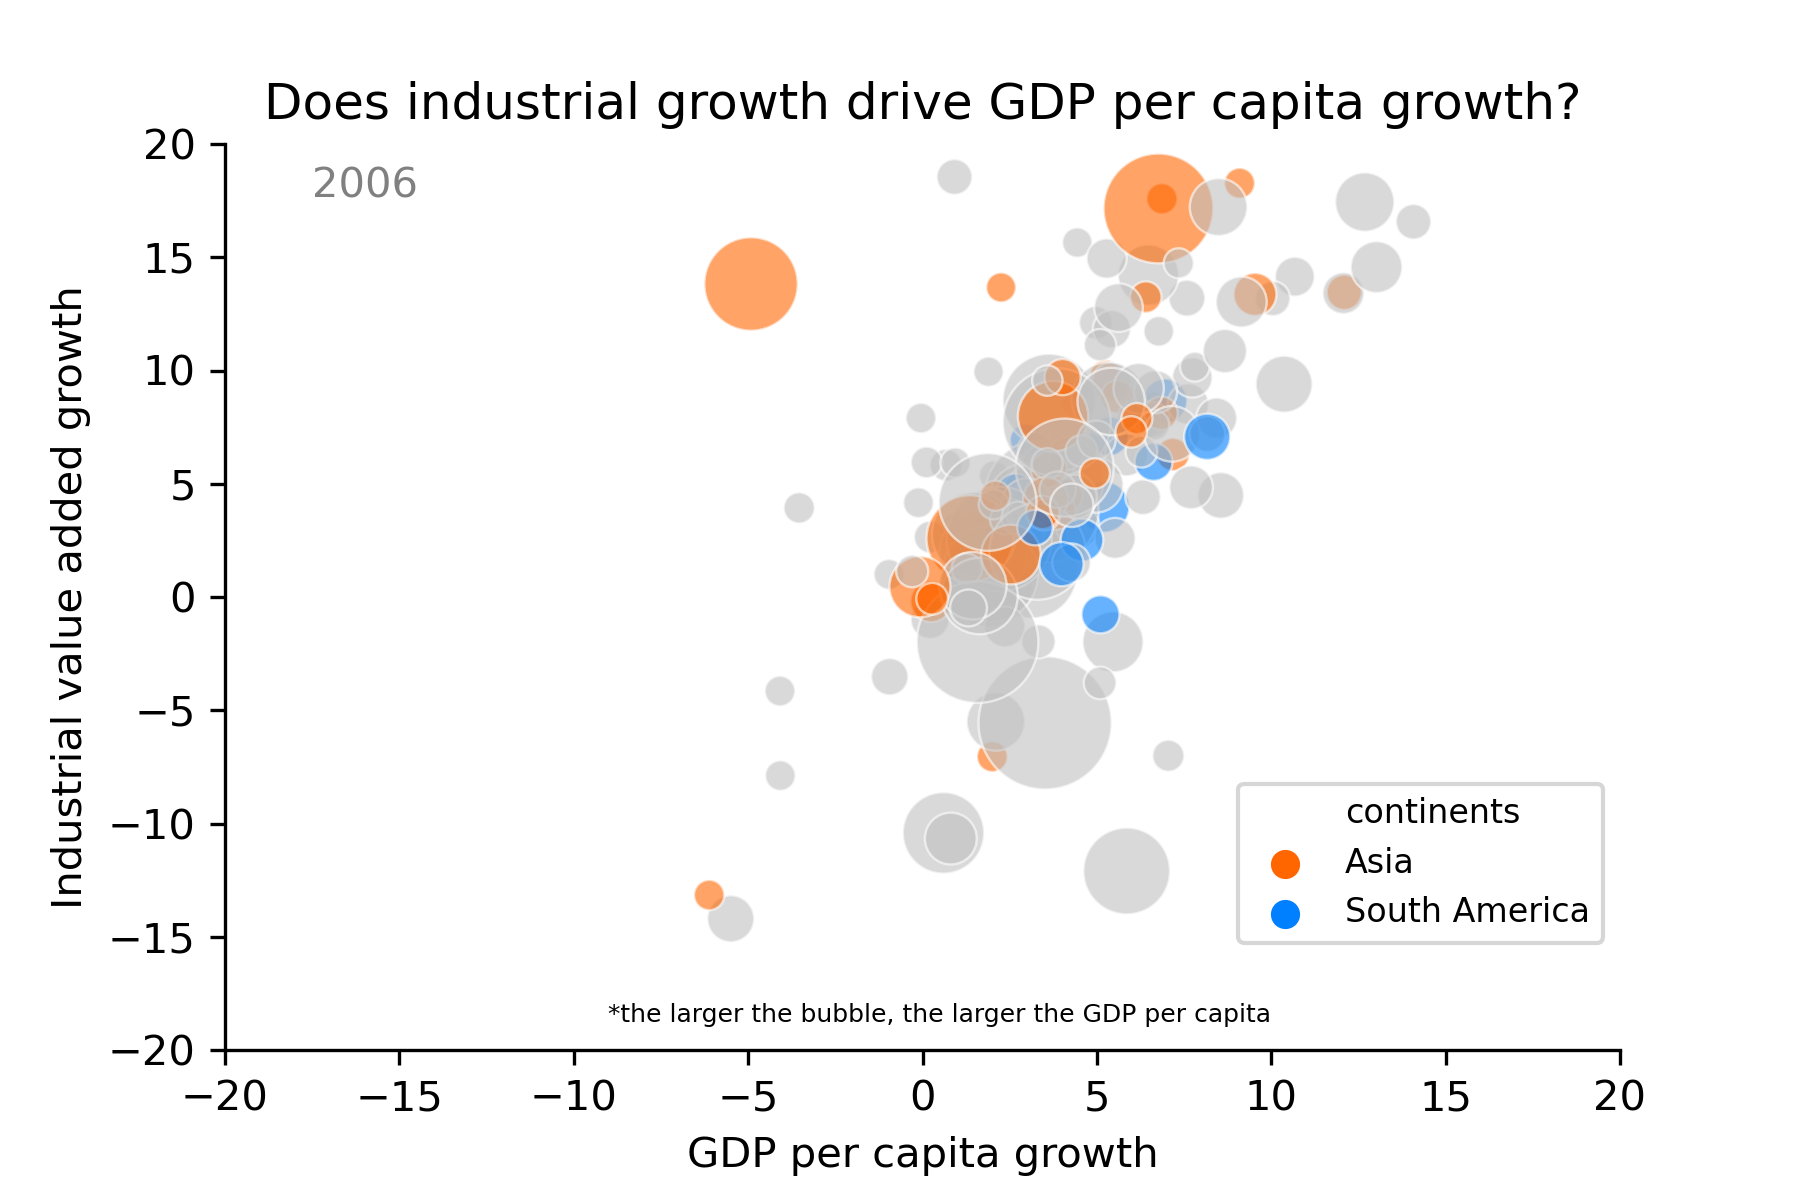 Does industrial growth drive GDP per capita growth?
2006
Industrial value added growth
20
15
10
5
0
−5
−10
−15
−20
continents
Asia
South America
*the larger the bubble, the larger the GDP per capita
−20 −15 −10 −5 0 5 10 15 20
GDP per capita growth